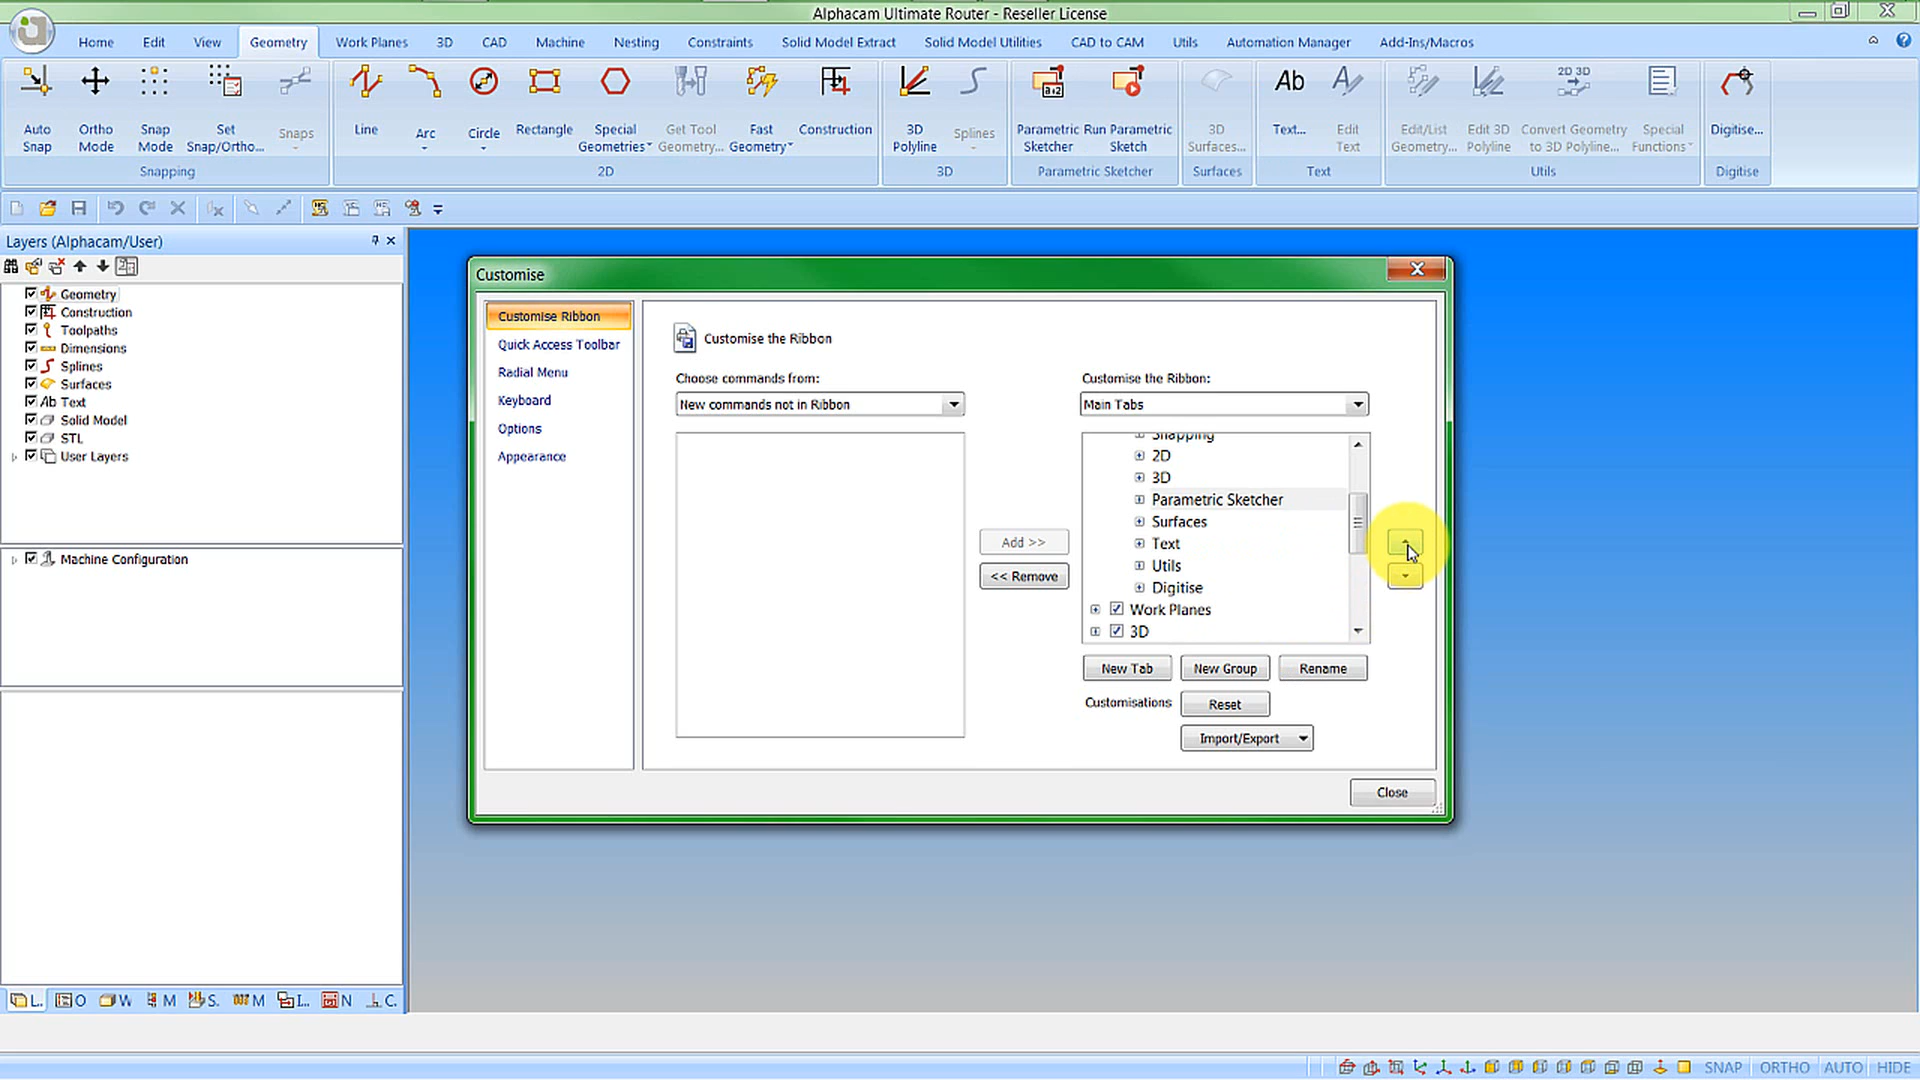 Alphacam Ultimate Router - Reseller License
Home Edit View Geometry Work Planes 3D CAD Machine Nesting Constraints Solid Model Extract Solid Model Utilities CAD to CAM Utils Automation Manager Add-Ins/Macros
Auto Snap
Ortho Mode
Snap Mode
Set Snap/Ortho...
Snaps
Line
Arc
Circle
Rectangle
Special Geometries
Get Tool Geometry...
Fast Geometry
Construction
3D Polyline
Splines
Parametric Sketcher
Run Parametric Sketch
3D Surfaces...
Ab
Text...
Edit Text
Edit/List Geometry...
Edit 3D Polyline
2D 3D
Convert Geometry to 3D Polyline...
Special Functions
Digitise...
Snapping 2D 3D Parametric Sketcher Surfaces Text Utils Digitise
Layers (Alphacam/User)
Geometry
Construction
Toolpaths
Dimensions
Splines
Surfaces
Ab Text
Solid Model
STL
User Layers
Machine Configuration
L. O W M S. M I... N C.
Customise
Customise Ribbon
Quick Access Toolbar
Radial Menu
Keyboard
Options
Appearance
Customise the Ribbon
Choose commands from:
New commands not in Ribbon
Add >>
<< Remove
Customise the Ribbon:
Main Tabs
Snapping
2D
3D
Parametric Sketcher
Surfaces
Text
Utils
Digitise
Work Planes
3D
New Tab New Group Rename
Customisations Reset
Import/Export
Close
SNAP ORTHO AUTO HIDE